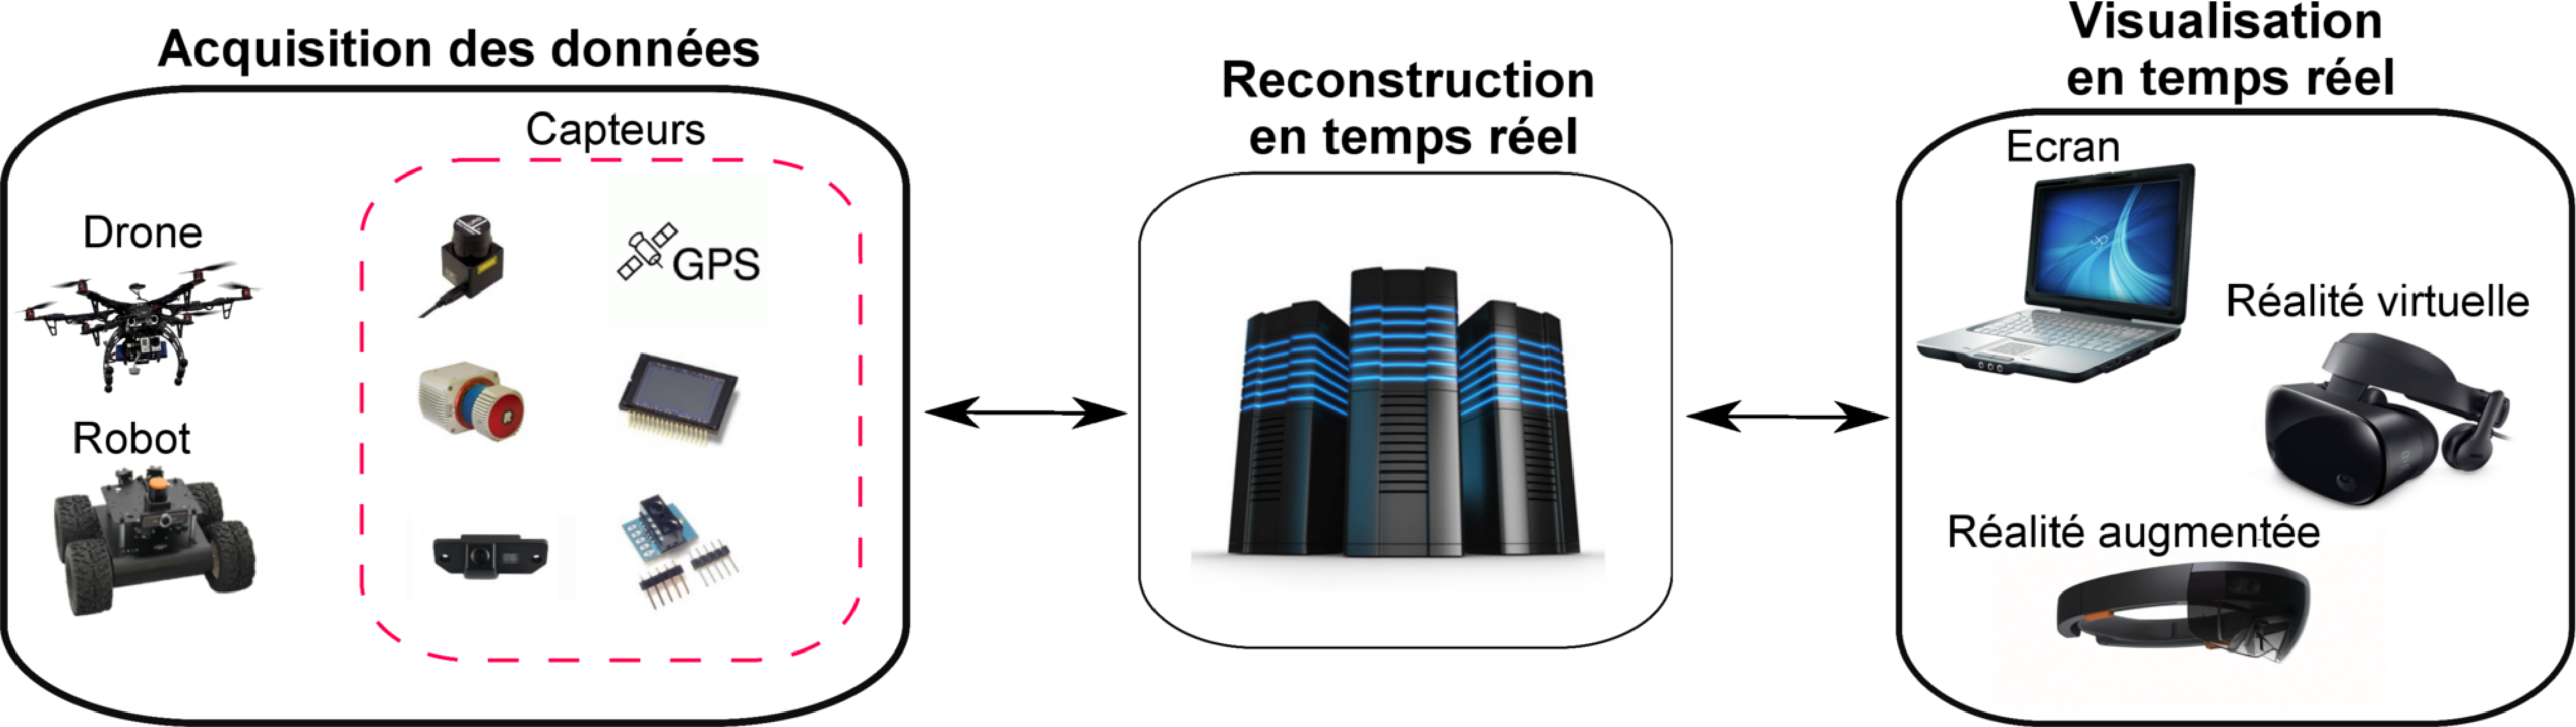 Acquisition des données
Capteurs
Drone
GPS
Robot
Reconstruction
en temps réel
Visualisation
en temps réel
Ecran
Réalité virtuelle
Réalité augmentée